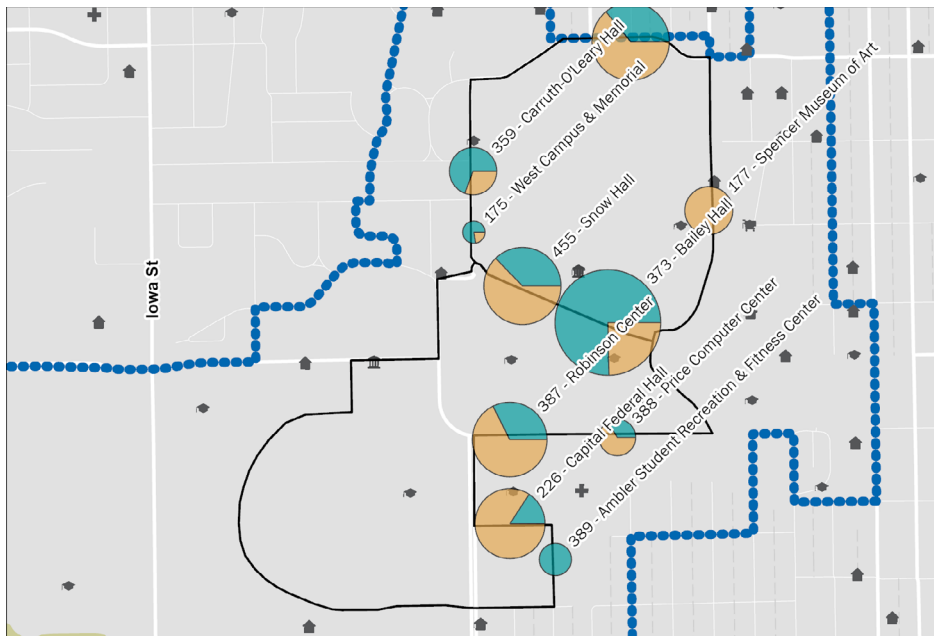 359 - Carruth-O'Leary Hall
175 - West Campus & Memorial
177 - Spencer Museum of Art
455 - Snow Hall
373 - Bailey Hall
Iowa St
387 - Robinson Center
388 - Price Computer Center
226 - Capital Federal Hall
389 - Ambler Student Recreation & Fitness Center